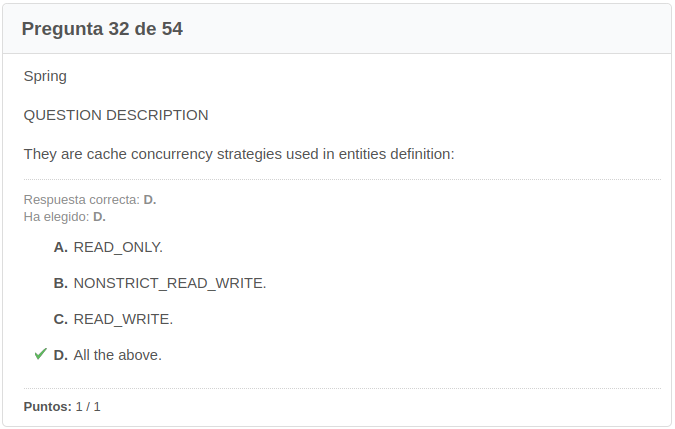 Pregunta 32 de 54
Spring
QUESTION DESCRIPTION
They are cache concurrency strategies used in entities definition:
Respuesta correcta: D.
Ha elegido: D.
A. READ_ONLY.
B. NONSTRICT_READ_WRITE.
C. READ_WRITE.
D. All the above.
Puntos: 1 / 1